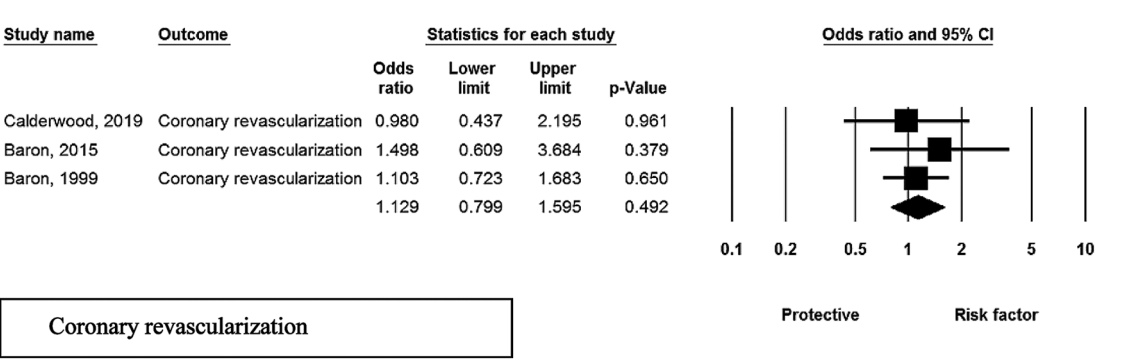 Study name Outcome Statistics for each study Odds ratio and 95% CI
Odds Lower Upper
ratio limit limit p-Value
Calderwood, 2019 Coronary revascularization 0.980 0.437 2.195 0.961
Baron, 2015 Coronary revascularization 1.498 0.609 3.684 0.379
Baron, 1999 Coronary revascularization 1.103 0.723 1.683 0.650
1.129 0.799 1.595 0.492
0.1 0.2 0.5 1 2 5 10
Protective Risk factor
Coronary revascularization